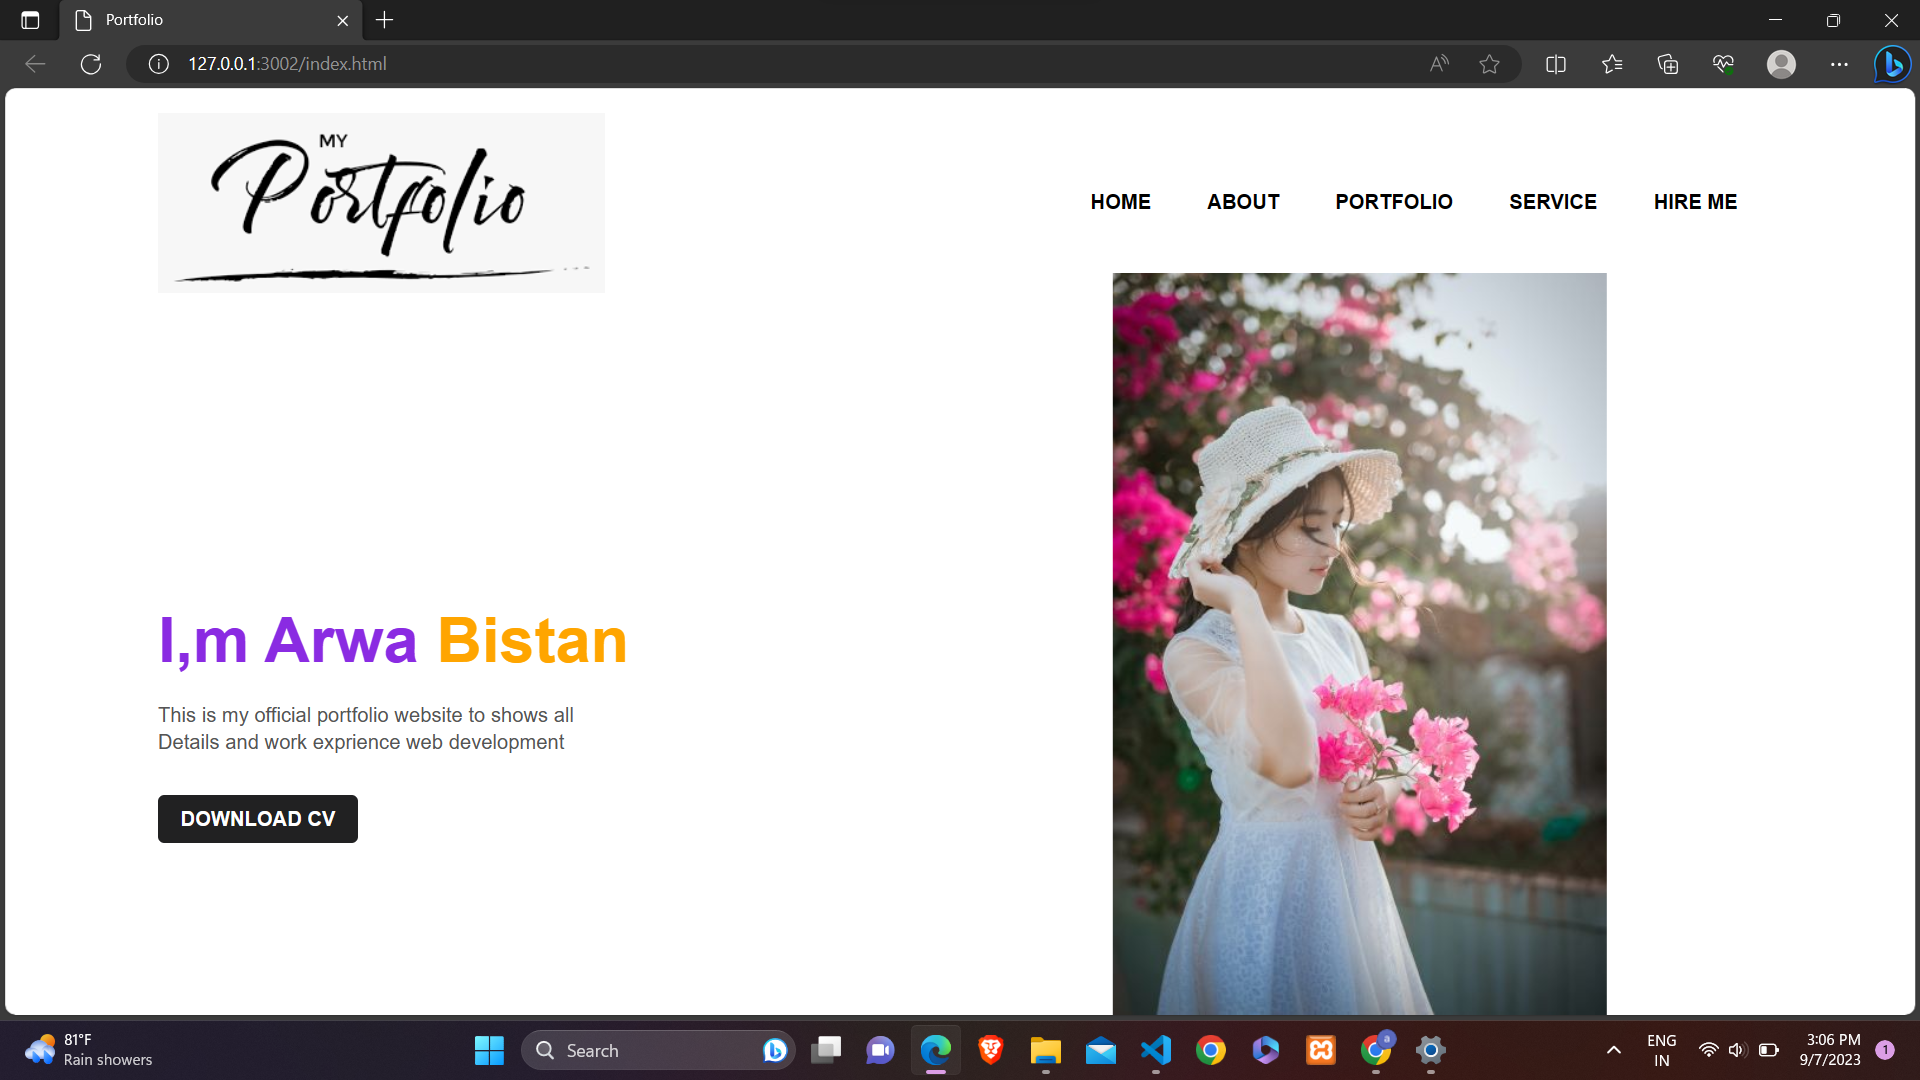 Portfolio
127.0.0.1:3002/index.html
MY
Portfolio
HOME ABOUT PORTFOLIO SERVICE HIRE ME
I,m Arwa Bistan
This is my official portfolio website to shows all
Details and work exprience web development
DOWNLOAD CV
81°F
Rain showers
Search
a
ENG
IN
3:06 PM
9/7/2023
1